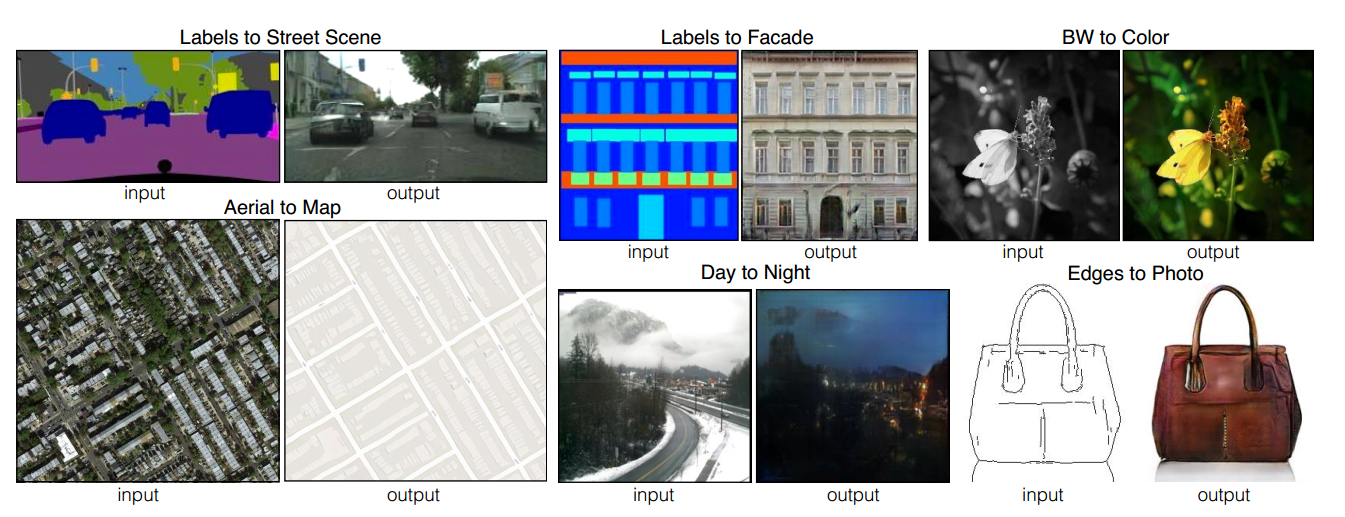 Labels to Street Scene
input
output
Aerial to Map
input
output
Labels to Facade
input
output
BW to Color
input
output
Day to Night
input
output
Edges to Photo
input
output